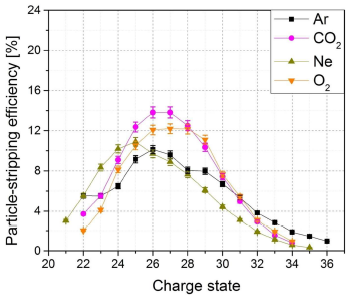 24
20
16
12
8
4
0
Particle-stripping efficiency [%]
Ar
CO₂
Ne
O₂
20 22 24 26 28 30 32 34 36
Charge state